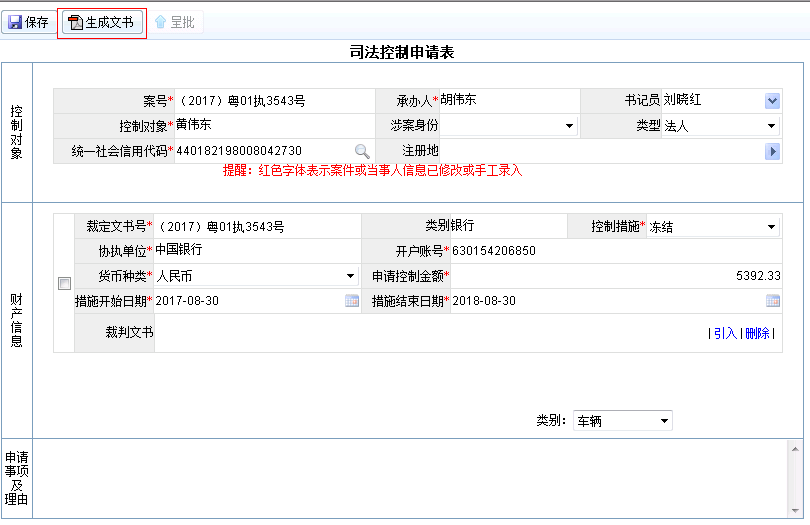 保存 生成文书 呈批
司法控制申请表
控制对象
案号*（2017）粤01执3543号 承办人*胡伟东 书记员 刘晓红
控制对象*黄伟东 涉案身份 类型 法人
统一社会信用代码*440182198008042730 注册地
提醒：红色字体表示案件或当事人信息已修改或手工录入
财产信息
裁定文书号*（2017）粤01执3543号 类别 银行 控制措施*冻结
协执单位*中国银行 开户账号*630154206850
货币种类*人民币 申请控制金额* 5392.33
措施开始日期*2017-08-30 措施结束日期*2018-08-30
裁判文书 |引入|删除|
类别：车辆
申请事项及理由